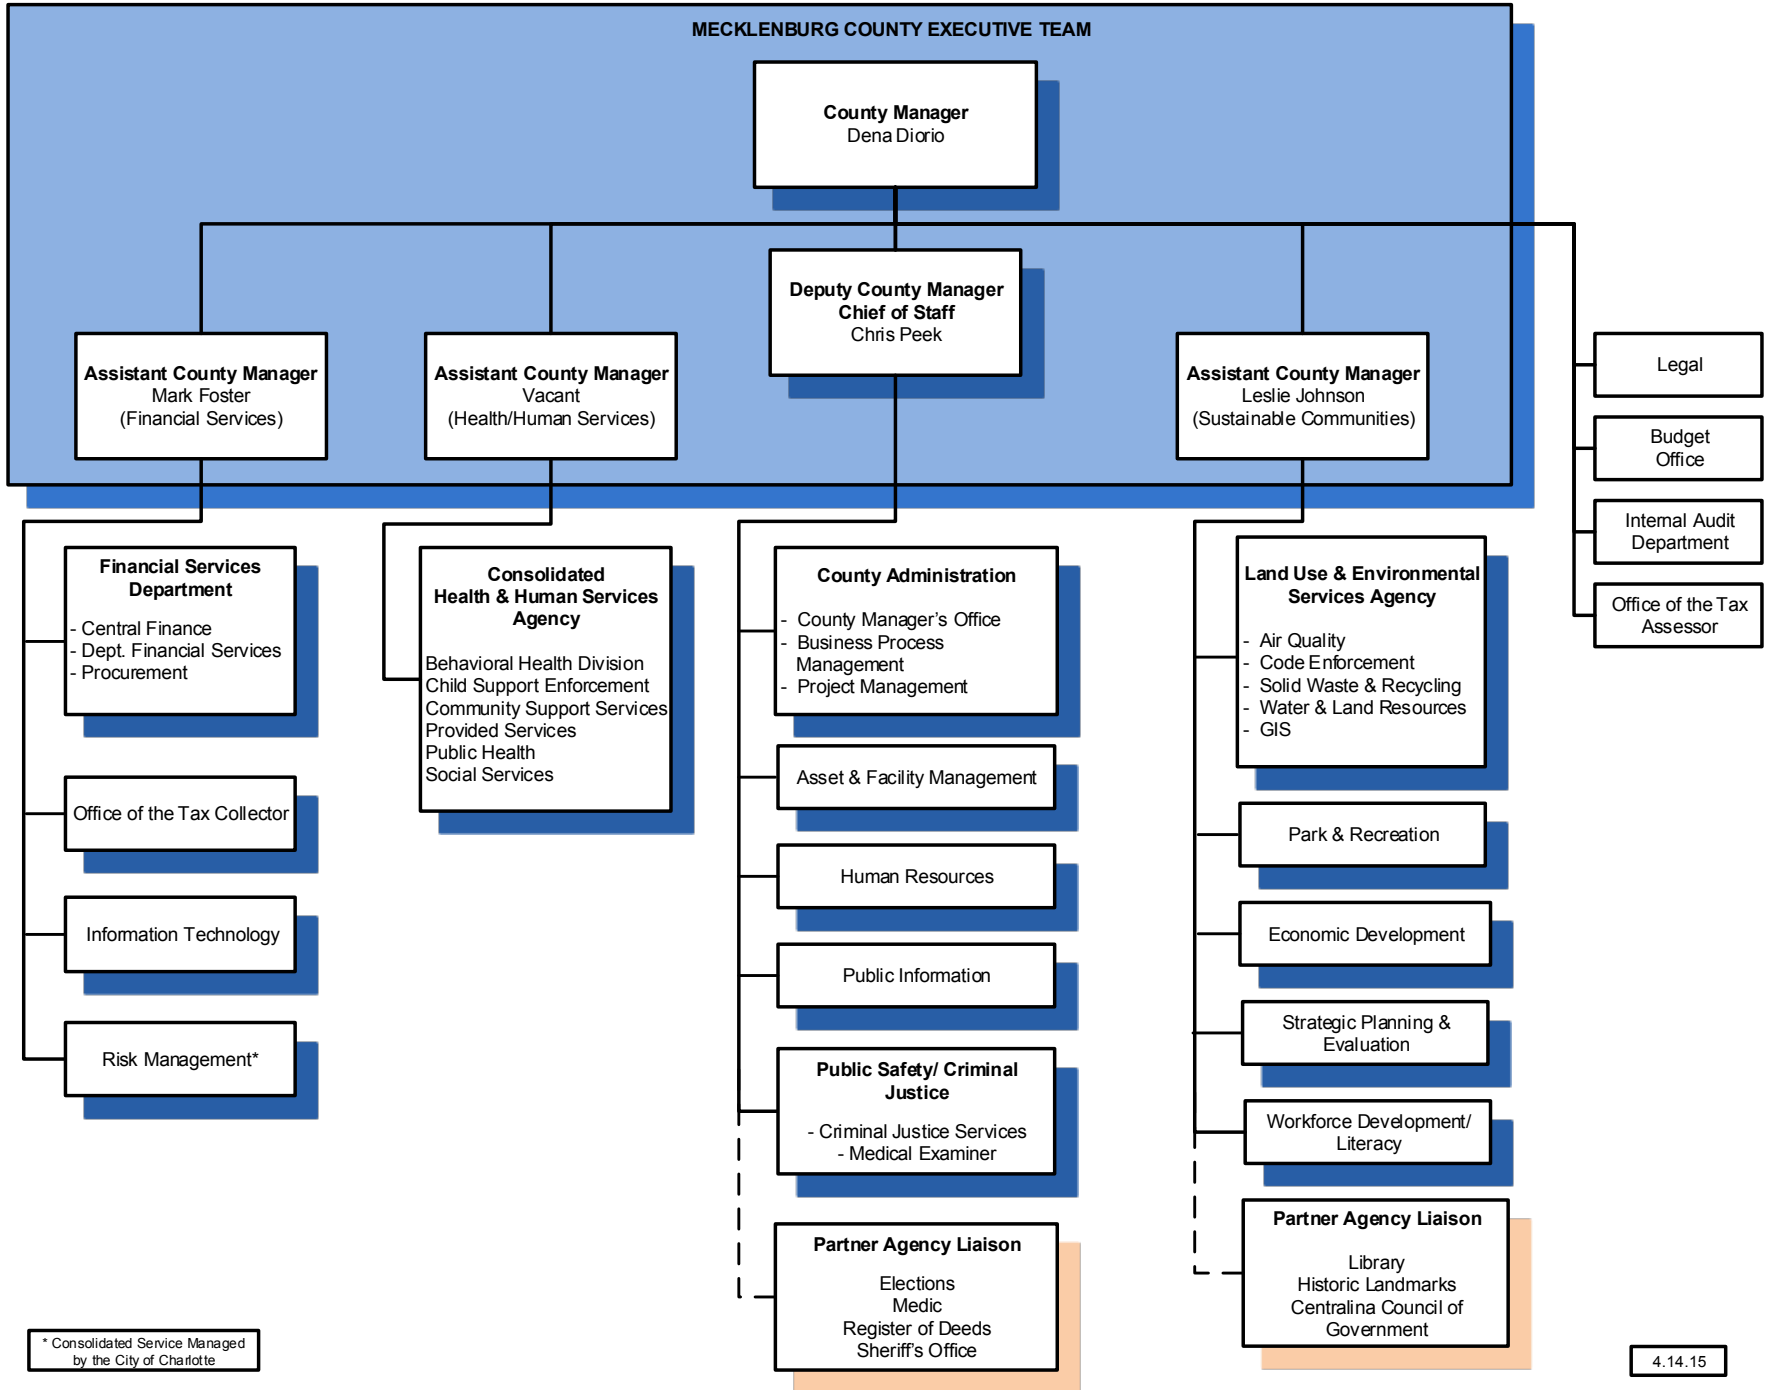 MECKLENBURG COUNTY EXECUTIVE TEAM
County Manager
Dena Diorio
Deputy County Manager
Chief of Staff
Chris Peek
Assistant County Manager
Mark Foster
(Financial Services)
Assistant County Manager
Vacant
(Health/Human Services)
Assistant County Manager
Leslie Johnson
(Sustainable Communities)
Legal
Budget
Office
Internal Audit
Department
Office of the Tax
Assessor
Financial Services
Department
- Central Finance
- Dept. Financial Services
- Procurement
Office of the Tax Collector
Information Technology
Risk Management*
Consolidated
Health & Human Services
Agency
Behavioral Health Division
Child Support Enforcement
Community Support Services
Provided Services
Public Health
Social Services
County Administration
- County Manager’s Office
- Business Process
Management
- Project Management
Asset & Facility Management
Human Resources
Public Information
Public Safety/ Criminal
Justice
- Criminal Justice Services
- Medical Examiner
Partner Agency Liaison
Elections
Medic
Register of Deeds
Sheriff’s Office
Land Use & Environmental
Services Agency
- Air Quality
- Code Enforcement
- Solid Waste & Recycling
- Water & Land Resources
- GIS
Park & Recreation
Economic Development
Strategic Planning &
Evaluation
Workforce Development/
Literacy
Partner Agency Liaison
Library
Historic Landmarks
Centralina Council of
Government
* Consolidated Service Managed
by the City of Charlotte
4.14.15